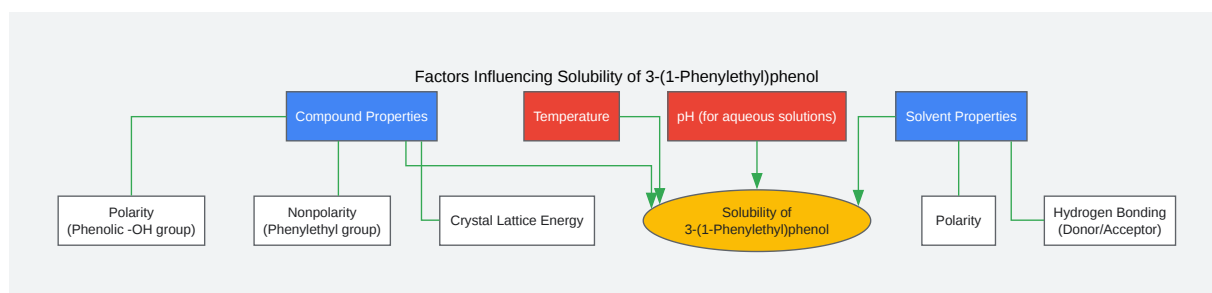 Factors Influencing Solubility of 3-(1-Phenylethyl)phenol
Compound Properties
Temperature
pH (for aqueous solutions)
Solvent Properties
Polarity
(Phenolic -OH group)
Nonpolarity
(Phenylethyl group)
Crystal Lattice Energy
Solubility of
3-(1-Phenylethyl)phenol
Polarity
Hydrogen Bonding
(Donor/Acceptor)